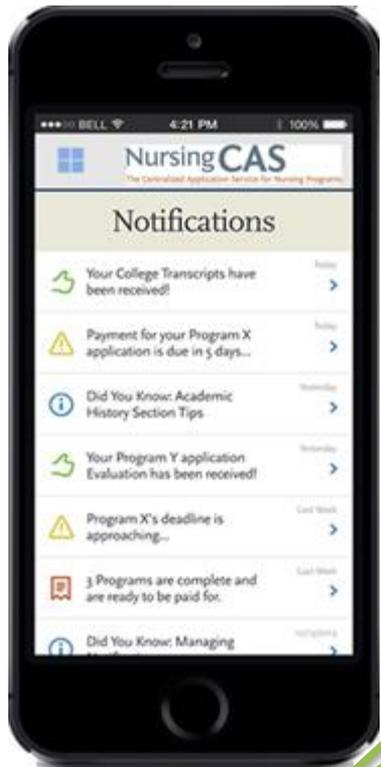 BELL 4:21 PM 100%
NursingCAS
The Centralized Application Service for Nursing Programs
Notifications
Today
Your College Transcripts have
been received!
Today
Payment for your Program X
application is due in 5 days...
Yesterday
Did You Know: Academic
History Section Tips
Yesterday
Your Program Y application
Evaluation has been received!
Last Week
Program X's deadline is
approaching...
Last Week
3 Programs are complete and
are ready to be paid for.
Did You Know: Managing